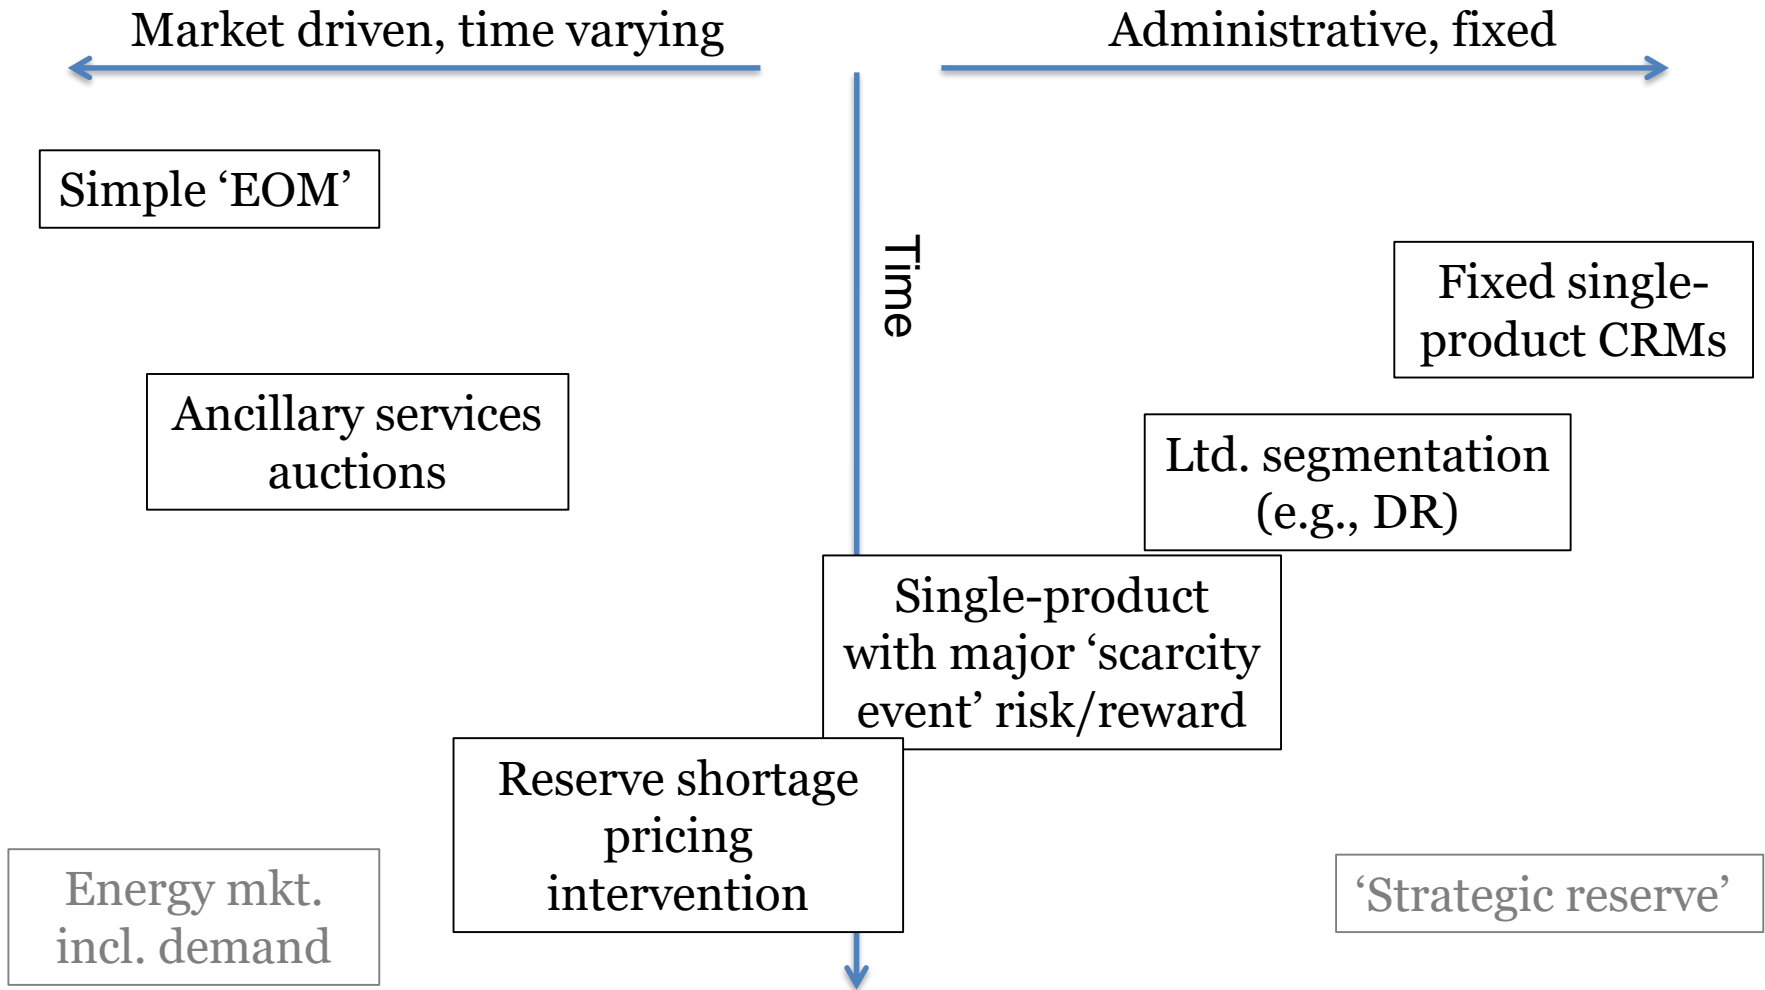 Market driven, time varying
Administrative, fixed
Simple ‘EOM’
Time
Fixed single-
product CRMs
Ancillary services
auctions
Ltd. segmentation
(e.g., DR)
Single-product
with major ‘scarcity
event’ risk/reward
Reserve shortage
pricing
intervention
Energy mkt.
incl. demand
‘Strategic reserve’